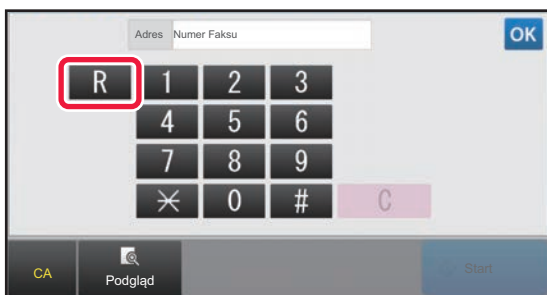 Adres Numer Faksu OK
R 1 2 3
4 5 6
7 8 9
* 0 # C
CA Podgląd Start